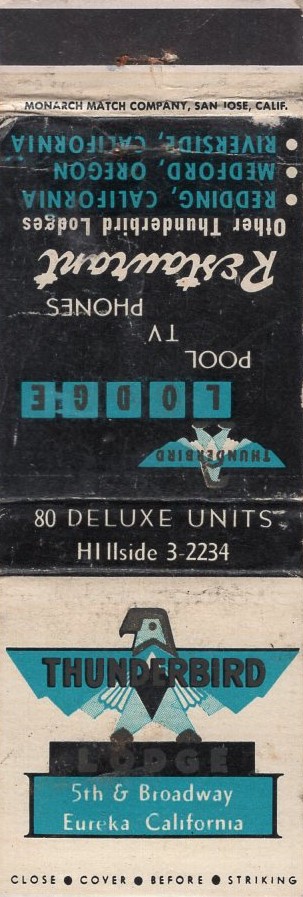 MONARCH MATCH COMPANY, SAN JOSE, CALIF.
THUNDERBIRD
LODGE
POOL
TV
PHONES
Restaurant
Other Thunderbird Lodges
• REDDING, CALIFORNIA
• MEDFORD, OREGON
• RIVERSIDE, CALIFORNIA
80 DELUXE UNITS
HIllside 3-2234
THUNDERBIRD
LODGE
5th & Broadway
Eureka California
CLOSE ● COVER ● BEFORE ● STRIKING